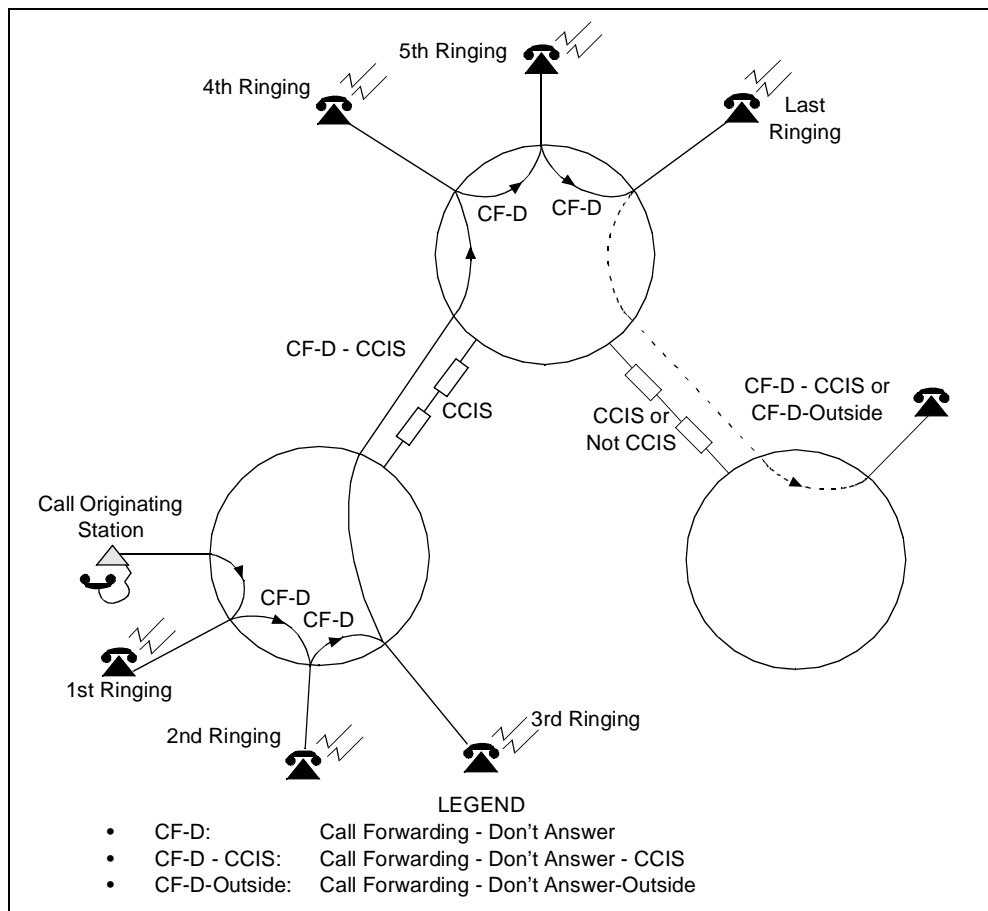 5th Ringing
4th Ringing
Last
Ringing
CF-D
CF-D
CF-D - CCIS
CCIS
CCIS or
Not CCIS
CF-D - CCIS or
CF-D-Outside
Call Originating
Station
CF-D
CF-D
1st Ringing
2nd Ringing
3rd Ringing
LEGEND
• CF-D: Call Forwarding - Don't Answer
• CF-D - CCIS: Call Forwarding - Don't Answer - CCIS
• CF-D-Outside: Call Forwarding - Don't Answer-Outside